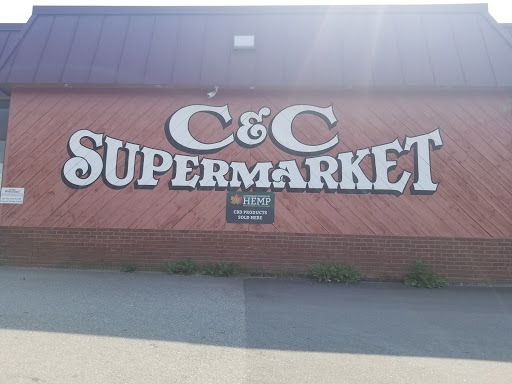 C & C
SUPERMARKET
HEMP
CBD PRODUCTS
SOLD HERE